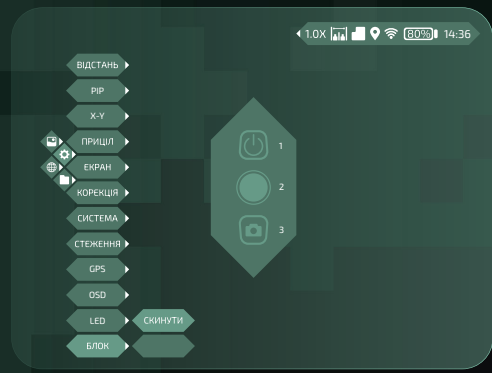 1.0X 80% 14:36
ВІДСТАНЬ
PIP
X-Y
ПРИЦІЛ
ЕКРАН
КОРЕКЦІЯ
СИСТЕМА
СТЕЖЕННЯ
GPS
OSD
LED СКИНУТИ
БЛОК
1
2
3